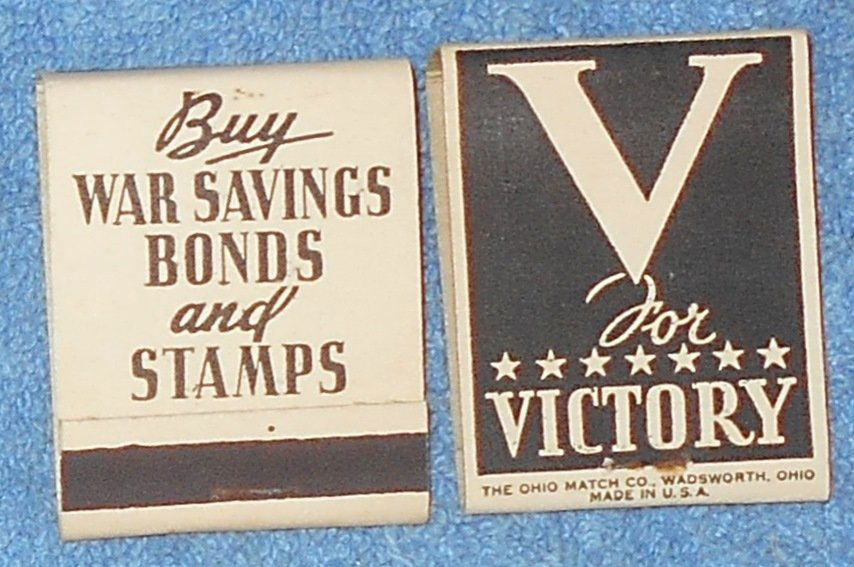 Buy
WAR SAVINGS
BONDS
and
STAMPS
V
for
VICTORY
THE OHIO MATCH CO., WADSWORTH, OHIO
MADE IN U.S.A.